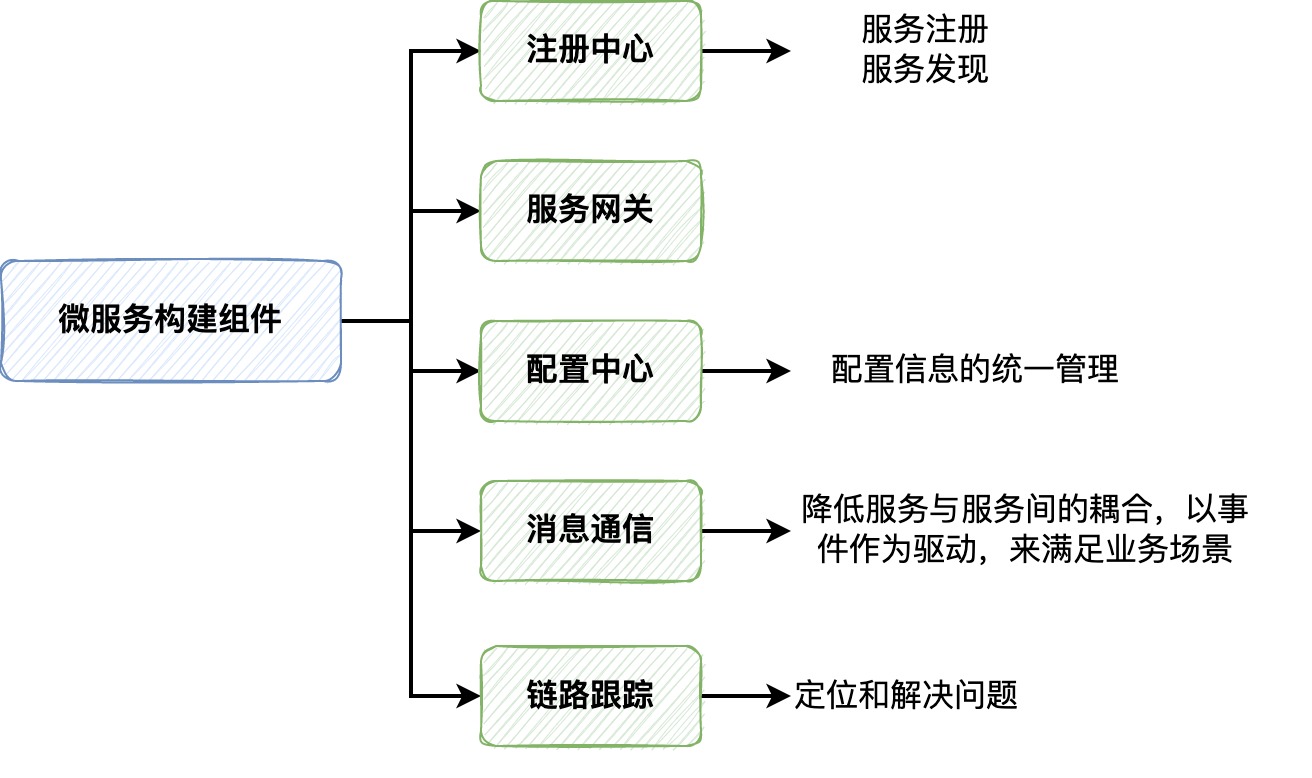 注册中心
服务注册
服务发现
服务网关
微服务构建组件
配置中心
配置信息的统一管理
消息通信
降低服务与服务间的耦合，以事
件作为驱动，来满足业务场景
链路跟踪
定位和解决问题